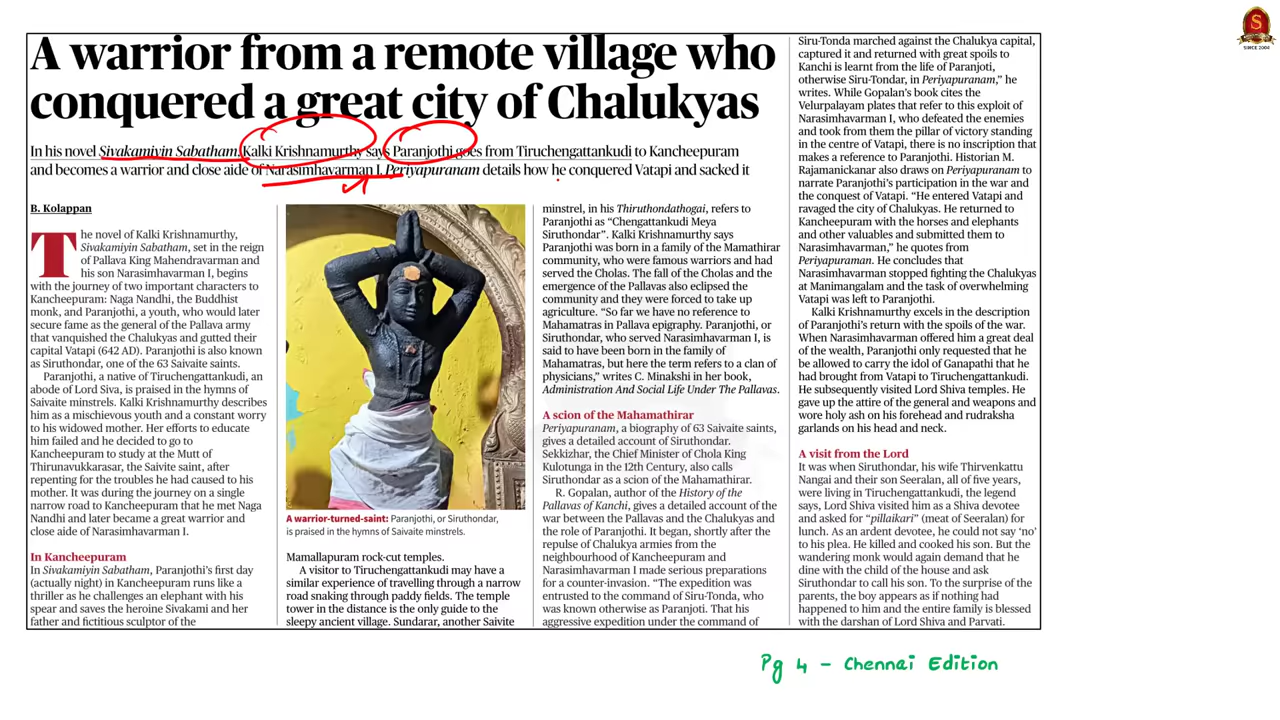 A warrior from a remote village who
conquered a great city of Chalukyas
In his novel Sivakamiyin Sabatham, Kalki Krishnamurthy says Paranjothi goes from Tiruchengattankudi to Kancheepuram
and becomes a warrior and close aide of Narasimhavarman I. Periyapuranam details how he conquered Vatapi and sacked it
B. Kolappan
The novel of Kalki Krishnamurthy,
Sivakamiyin Sabatham, set in the reign
of Pallava King Mahendravarman and
his son Narasimhavarman I, begins
with the journey of two important characters to
Kancheepuram: Naga Nandhi, the Buddhist
monk, and Paranjothi, a youth, who would later
secure fame as the general of the Pallava army
that vanquished the Chalukyas and gutted their
capital Vatapi (642 AD). Paranjothi is also known
as Siruthondar, one of the 63 Saivaite saints.
Paranjothi, a native of Tiruchengattankudi, an
abode of Lord Siva, is praised in the hymns of
Saivaite minstrels. Kalki Krishnamurthy describes
him as a mischievous youth and a constant worry
to his widowed mother. Her efforts to educate
him failed and he decided to go to
Kancheepuram to study at the Mutt of
Thirunavukkarasar, the Saivite saint, after
repenting for the troubles he had caused to his
mother. It was during the journey on a single
narrow road to Kancheepuram that he met Naga
Nandhi and later became a great warrior and
close aide of Narasimhavarman I.
In Kancheepuram
In Sivakamiyin Sabatham, Paranjothi's first day
(actually night) in Kancheepuram runs like a
thriller as he challenges an elephant with his
spear and saves the heroine Sivakami and her
father and fictitious sculptor of the
A warrior-turned-saint: Paranjothi, or Siruthondar,
is praised in the hymns of Saivaite minstrels.
Mamallapuram rock-cut temples.
A visitor to Tiruchengattankudi may have a
similar experience of travelling through a narrow
road snaking through paddy fields. The temple
tower in the distance is the only guide to the
sleepy ancient village. Sundarar, another Saivite
minstrel, in his Thiruthondathogai, refers to
Paranjothi as “Chengattankudi Meya
Siruthondar”. Kalki Krishnamurthy says
Paranjothi was born in a family of the Mamathirar
community, who were famous warriors and had
served the Cholas. The fall of the Cholas and the
emergence of the Pallavas also eclipsed the
community and they were forced to take up
agriculture. “So far we have no reference to
Mahamatras in Pallava epigraphy. Paranjothi, or
Siruthondar, who served Narasimhavarman I, is
said to have been born in the family of
Mahamatras, but here the term refers to a clan of
physicians,” writes C. Minakshi in her book,
Administration And Social Life Under The Pallavas.
A scion of the Mahamathirar
Periyapuranam, a biography of 63 Saivaite saints,
gives a detailed account of Siruthondar.
Sekkizhar, the Chief Minister of Chola King
Kulotunga in the 12th Century, also calls
Siruthondar as a scion of the Mahamathirar.
R. Gopalan, author of the History of the
Pallavas of Kanchi, gives a detailed account of the
war between the Pallavas and the Chalukyas and
the role of Paranjothi. It began, shortly after the
repulse of Chalukya armies from the
neighbourhood of Kancheepuram and
Narasimhavarman I made serious preparations
for a counter-invasion. “The expedition was
entrusted to the command of Siru-Tonda, who
was known otherwise as Paranjoti. That his
aggressive expedition under the command of
Siru-Tonda marched against the Chalukya capital,
captured it and returned with great spoils to
Kanchi is learnt from the life of Paranjoti,
otherwise Siru-Tondar, in Periyapuranam,” he
writes. While Gopalan's book cites the
Velurpalayam plates that refer to this exploit of
Narasimhavarman I, who defeated the enemies
and took from them the pillar of victory standing
in the centre of Vatapi, there is no inscription that
makes a reference to Paranjothi. Historian M.
Rajamanickanar also draws on Periyapuranam to
narrate Paranjothi's participation in the war and
the conquest of Vatapi. “He entered Vatapi and
ravaged the city of Chalukyas. He returned to
Kancheepuram with the horses and elephants
and other valuables and submitted them to
Narasimhavarman,” he quotes from
Periyapuraman. He concludes that
Narasimhavarman stopped fighting the Chalukyas
at Manimangalam and the task of overwhelming
Vatapi was left to Paranjothi.
Kalki Krishnamurthy excels in the description
of Paranjothi's return with the spoils of the war.
When Narasimhavarman offered him a great deal
of the wealth, Paranjothi only requested that he
be allowed to carry the idol of Ganapathi that he
had brought from Vatapi to Tiruchengattankudi.
He subsequently visited Lord Shiva temples. He
gave up the attire of the general and weapons and
wore holy ash on his forehead and rudraksha
garlands on his head and neck.
A visit from the Lord
It was when Siruthondar, his wife Thirvenkattu
Nangai and their son Seeralan, all of five years,
were living in Tiruchengattankudi, the legend
says, Lord Shiva visited him as a Shiva devotee
and asked for “pillaikari” (meat of Seeralan) for
lunch. As an ardent devotee, he could not say ‘no’
to his plea. He killed and cooked his son. But the
wandering monk would again demand that he
dine with the child of the house and ask
Siruthondar to call his son. To the surprise of the
parents, the boy appears as if nothing had
happened to him and the entire family is blessed
with the darshan of Lord Shiva and Parvati.
Pg 4 - Chennai Edition
S
SINCE 2004